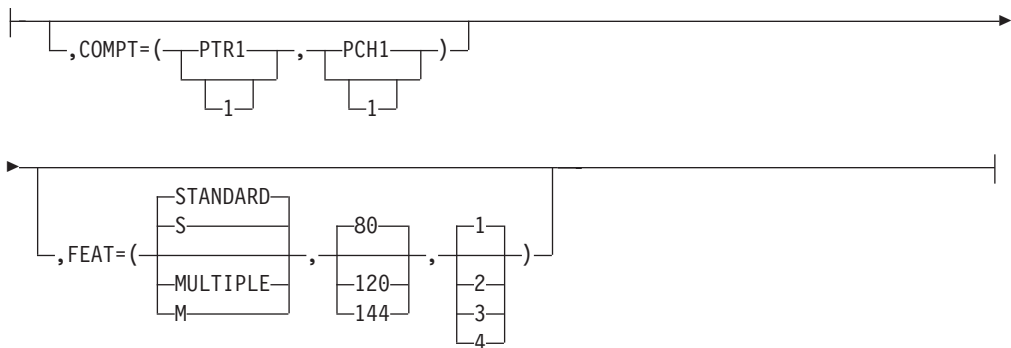 ,COMPT=( PTR1 , PCH1 )
1 1
STANDARD
S 80 1
,FEAT=( , , )
MULTIPLE 120 2
M 144 3
4